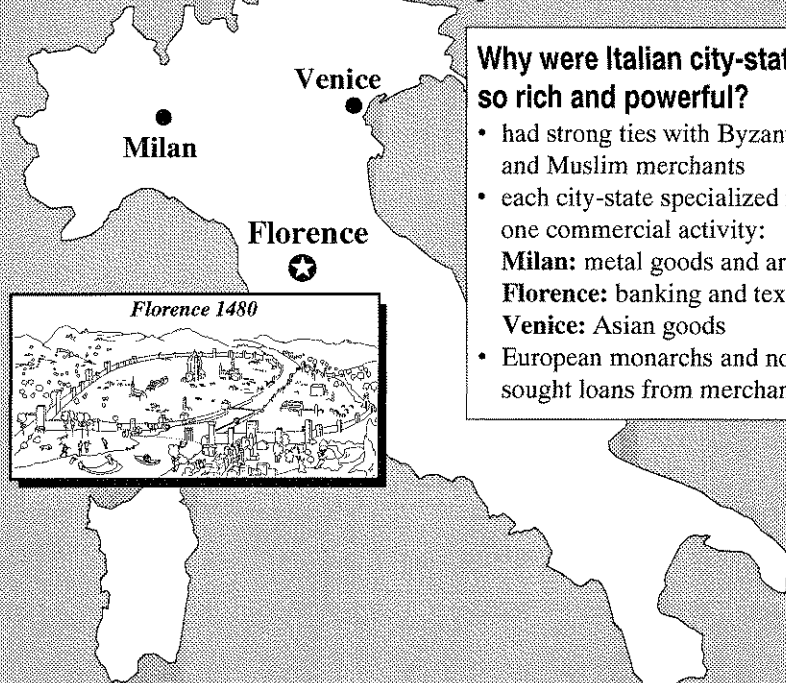 Venice
Milan
Florence
Florence 1480
Why were Italian city-stat
so rich and powerful?
• had strong ties with Byzan
and Muslim merchants
• each city-state specialized
one commercial activity:
Milan: metal goods and ar
Florence: banking and tex
Venice: Asian goods
• European monarchs and no
sought loans from merchan